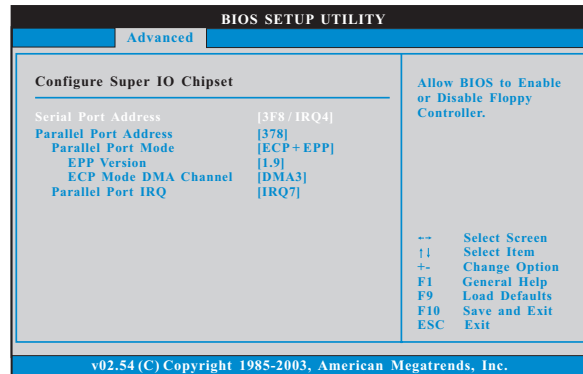 BIOS SETUP UTILITY
Advanced
Configure Super IO Chipset
Serial Port Address [3F8 / IRQ4]
Parallel Port Address [378]
Parallel Port Mode [ECP + EPP]
EPP Version [1.9]
ECP Mode DMA Channel [DMA3]
Parallel Port IRQ [IRQ7]
Allow BIOS to Enable
or Disable Floppy
Controller.
←→ Select Screen
↑↓ Select Item
+- Change Option
F1 General Help
F9 Load Defaults
F10 Save and Exit
ESC Exit
v02.54 (C) Copyright 1985-2003, American Megatrends, Inc.